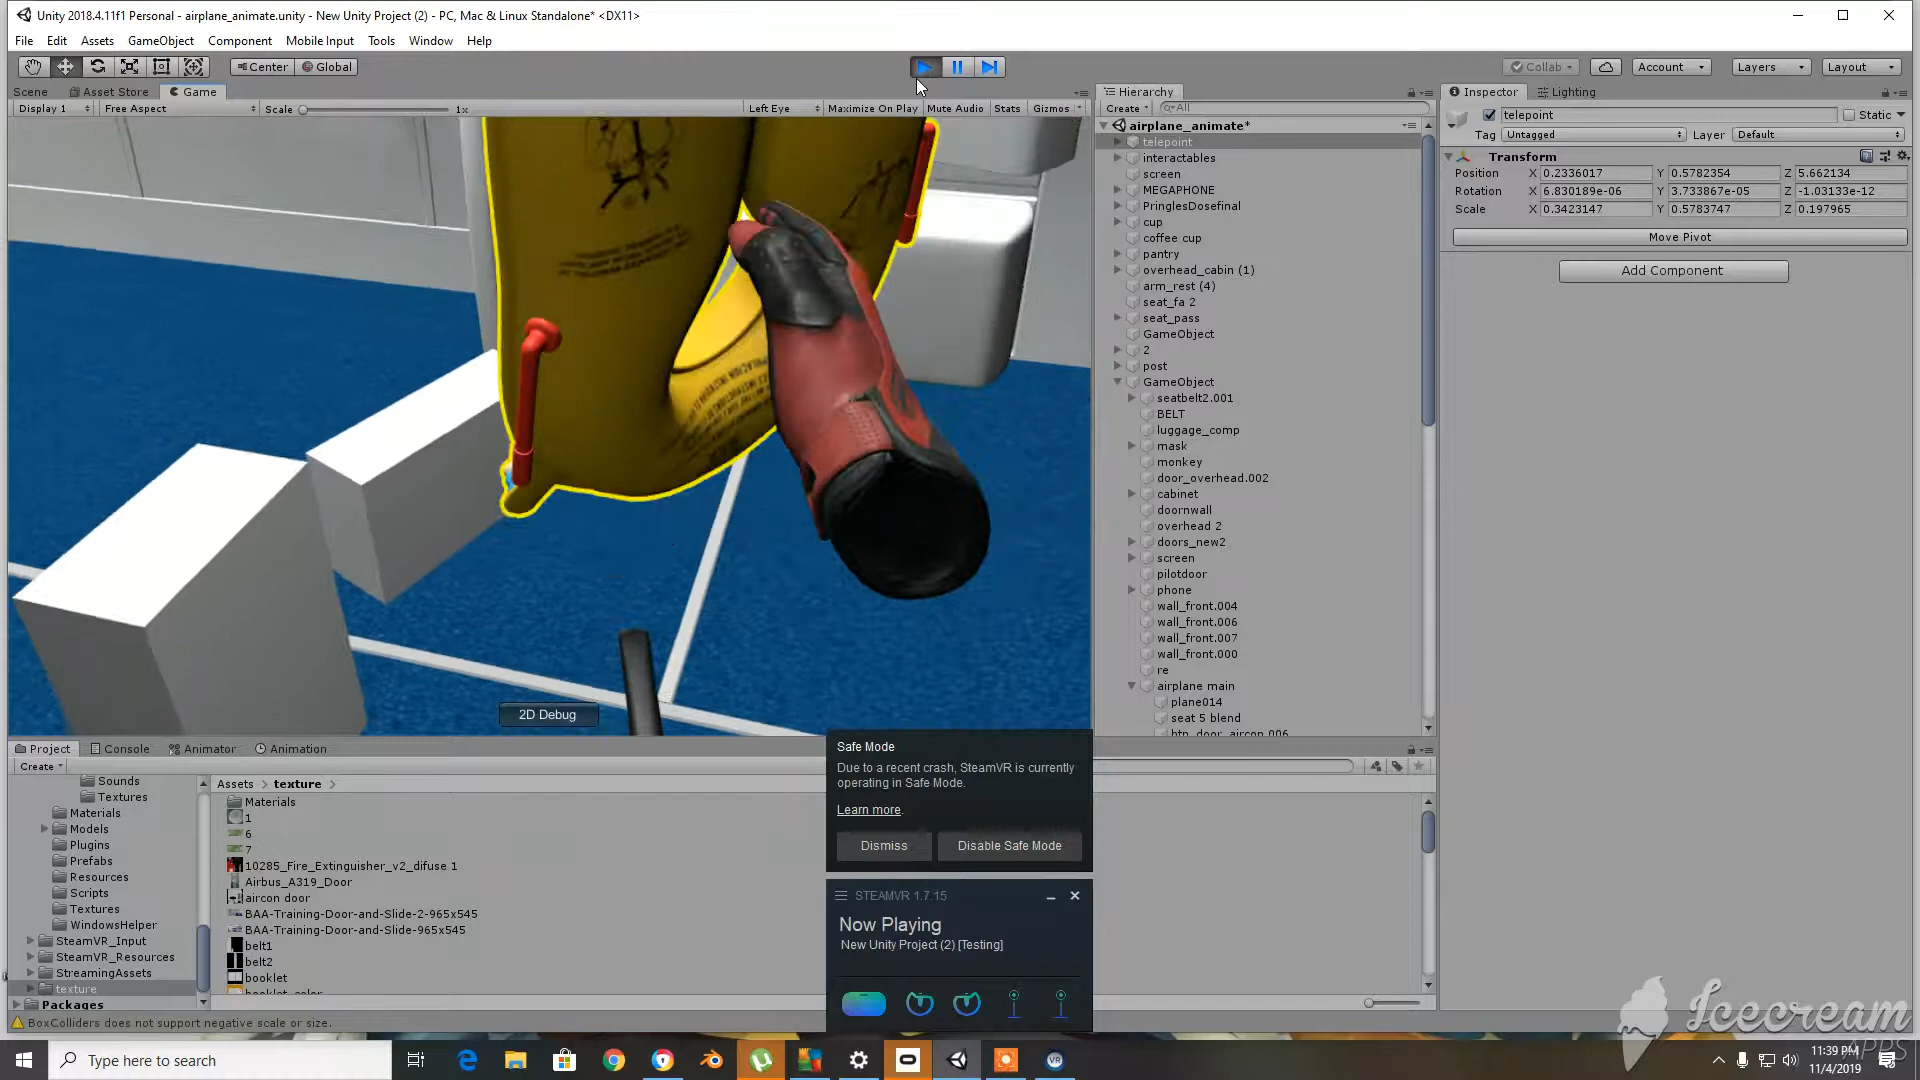 Unity 2018.4.11f1 Personal - airplane_animate.unity - New Unity Project (2) - PC, Mac & Linux Standalone* <DX11>
File Edit Assets GameObject Component Mobile Input Tools Window Help
Center Global
Collab Account Layers Layout
Scene Asset Store Game
Display 1 Free Aspect Scale 1x Left Eye Maximize On Play Mute Audio Stats Gizmos
2D Debug
Hierarchy
Create All
airplane_animate*
telepoint
interactables
screen
MEGAPHONE
PringlesDosefinal
cup
coffee cup
pantry
overhead_cabin (1)
arm_rest (4)
seat_fa 2
seat_pass
GameObject
2
post
GameObject
seatbelt2.001
BELT
luggage_comp
mask
monkey
door_overhead.002
cabinet
doornwall
overhead 2
doors_new2
screen
pilotdoor
phone
wall_front.004
wall_front.006
wall_front.007
wall_front.000
re
airplane main
plane014
seat 5 blend
btn_door_aircon.006
Inspector Lighting
telepoint Static
Tag Untagged Layer Default
Transform
Position X 0.2336017 Y 0.5782354 Z 5.662134
Rotation X 6.830189e-06 Y 3.733867e-05 Z -1.03133e-12
Scale X 0.3423147 Y 0.5783747 Z 0.197965
Move Pivot
Add Component
Project Console Animator Animation
Create
Sounds
Textures
Materials
Models
Plugins
Prefabs
Resources
Scripts
Textures
WindowsHelper
SteamVR_Input
SteamVR_Resources
StreamingAssets
texture
Packages
Assets texture
Materials
1
6
7
10285_Fire_Extinguisher_v2_difuse 1
Airbus_A319_Door
aircon door
BAA-Training-Door-and-Slide-2-965x545
BAA-Training-Door-and-Slide-965x545
belt1
belt2
booklet
booklet_color
BoxColliders does not support negative scale or size.
Safe Mode
Due to a recent crash, SteamVR is currently
operating in Safe Mode.
Learn more.
Dismiss Disable Safe Mode
STEAMVR 1.7.15
Now Playing
New Unity Project (2) [Testing]
Icecream
APPS
Type here to search
11:39 PM
11/4/2019